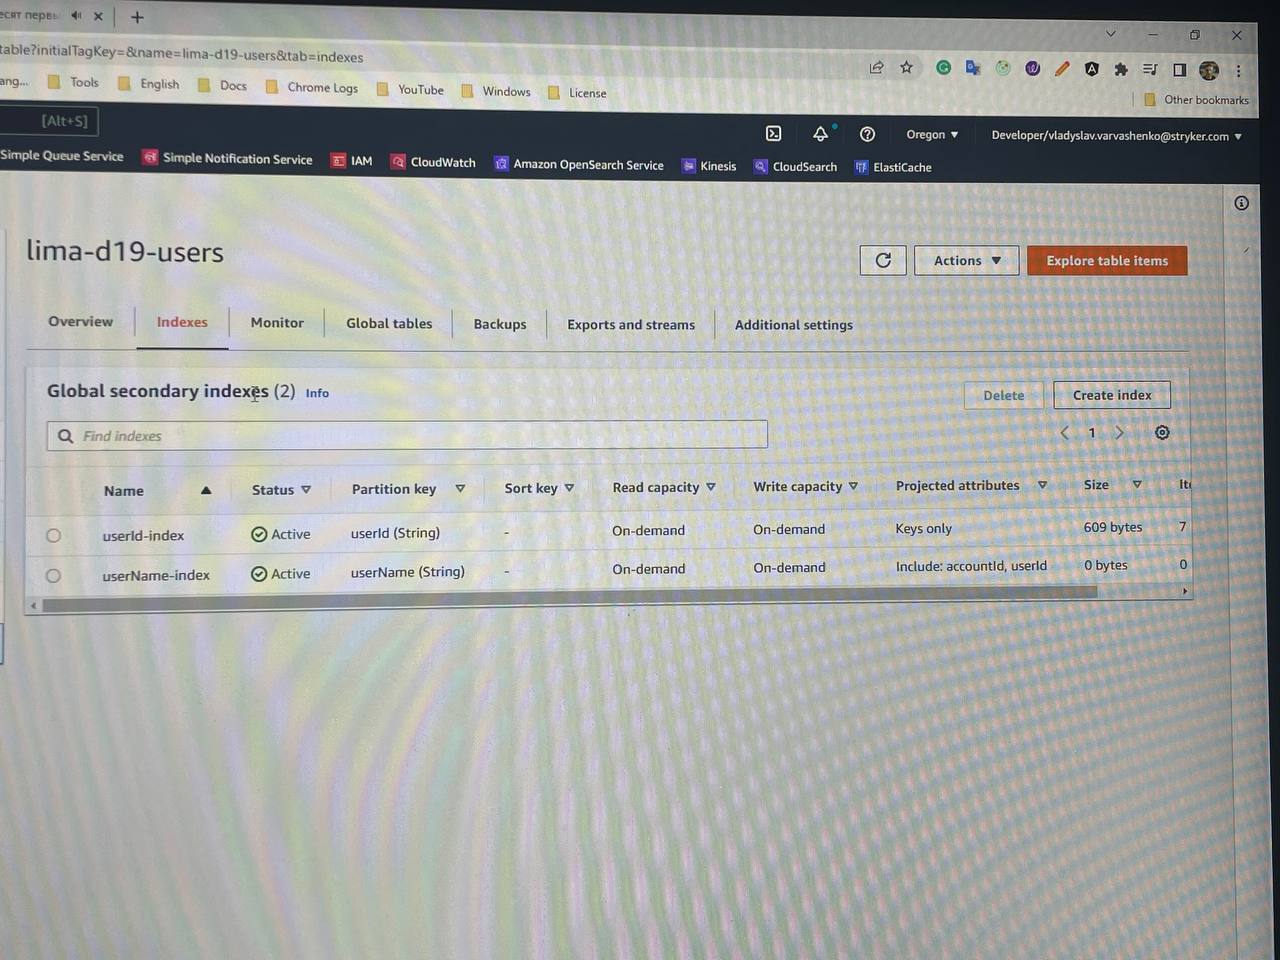 есят первы
table?initialTagKey=&name=lima-d19-users&tab=indexes
ang... Tools English Docs Chrome Logs YouTube Windows License
Other bookmarks
[Alt+S] Oregon Developer/vladyslav.varvashenko@stryker.com
Simple Queue Service Simple Notification Service IAM CloudWatch Amazon OpenSearch Service Kinesis CloudSearch ElastiCache
lima-d19-users
Actions Explore table items
Overview Indexes Monitor Global tables Backups Exports and streams Additional settings
Global secondary indexes (2) Info
Delete Create index
Find indexes
1
Name Status Partition key Sort key Read capacity Write capacity Projected attributes Size Ite
userId-index Active userId (String) - On-demand On-demand Keys only 609 bytes 7
userName-index Active userName (String) - On-demand On-demand Include: accountId, userId 0 bytes 0